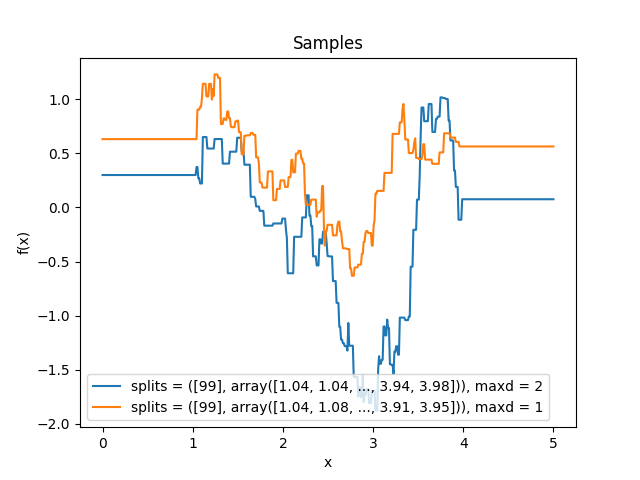 Samples
f(x)
1.0
0.5
0.0
−0.5
−1.0
−1.5
−2.0
splits = ([99], array([1.04, 1.04, ..., 3.94, 3.98])), maxd = 2
splits = ([99], array([1.04, 1.08, ..., 3.91, 3.95])), maxd = 1
0 1 2 3 4 5
x